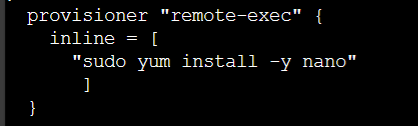 provisioner "remote-exec" {
inline = [
"sudo yum install -y nano"
]
}